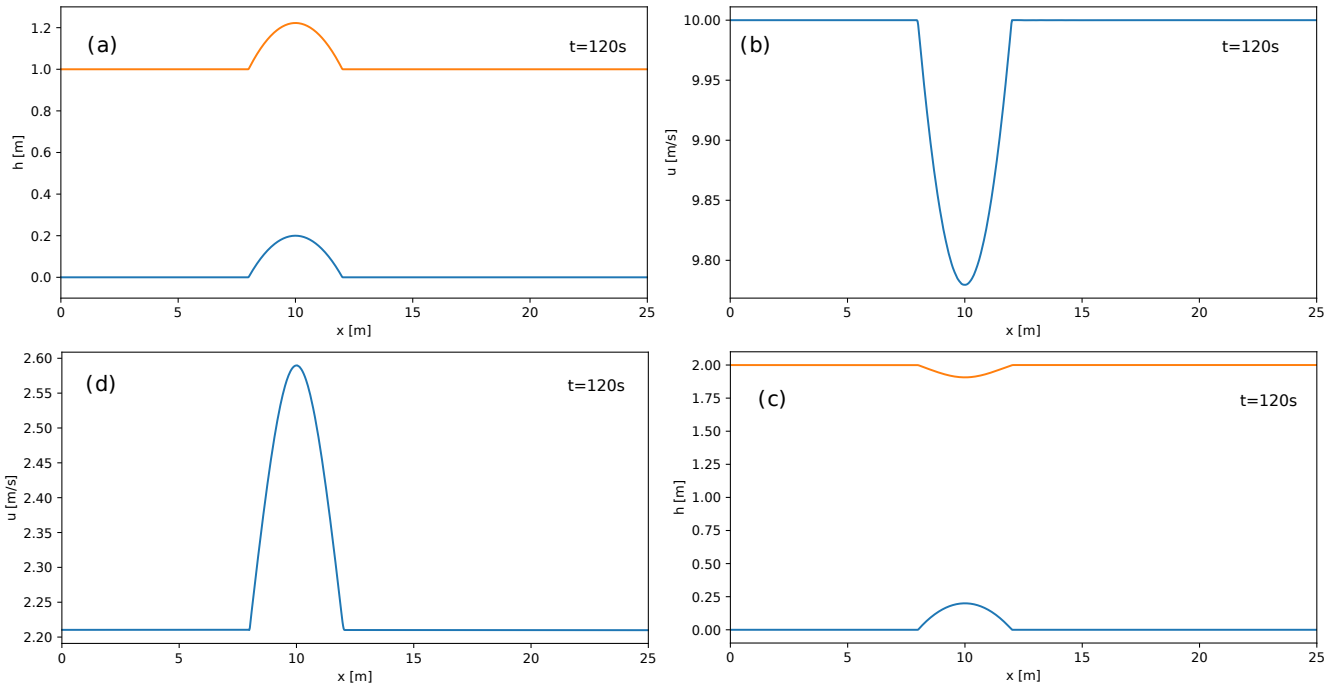 (a)
t=120s
h [m]
1.2
1.0
0.8
0.6
0.4
0.2
0.0
0 5 10 15 20 25
x [m]
(b)
t=120s
u [m/s]
10.00
9.95
9.90
9.85
9.80
0 5 10 15 20 25
x [m]
(d)
t=120s
u [m/s]
2.60
2.55
2.50
2.45
2.40
2.35
2.30
2.25
2.20
0 5 10 15 20 25
x [m]
(c)
t=120s
h [m]
2.00
1.75
1.50
1.25
1.00
0.75
0.50
0.25
0.00
0 5 10 15 20 25
x [m]